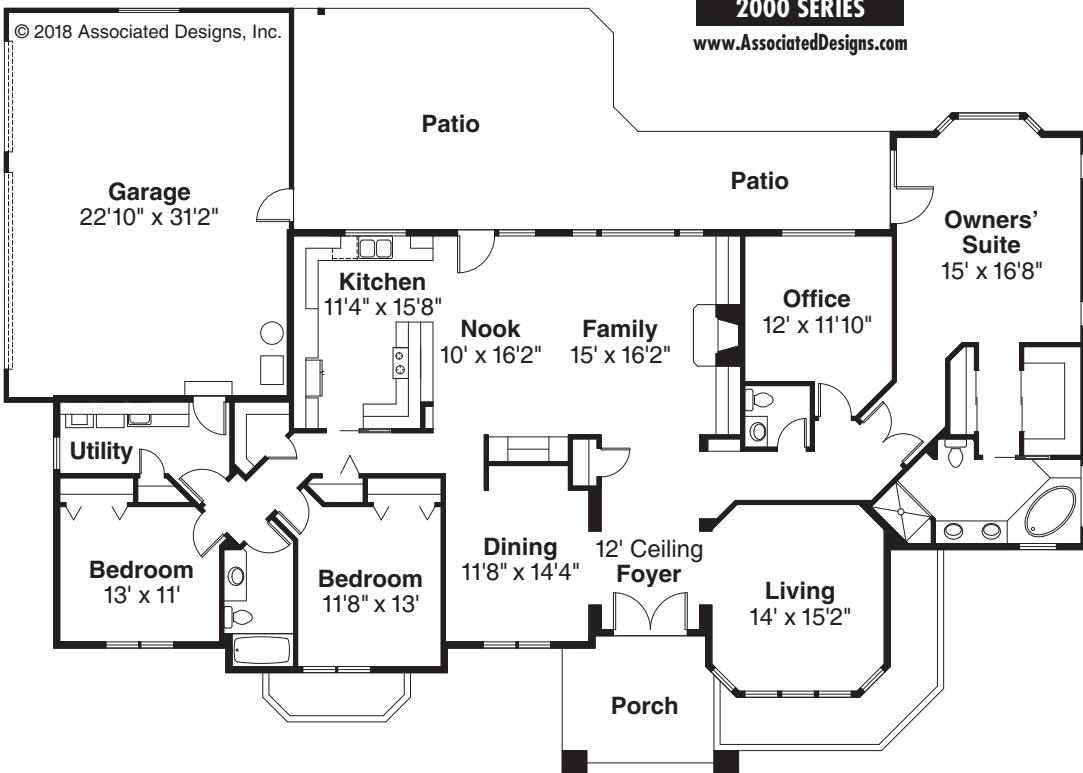 © 2018 Associated Designs, Inc.
2000 SERIES
www.AssociatedDesigns.com
Patio
Patio
Garage
22'10" x 31'2"
Owners'
Suite
15' x 16'8"
Kitchen
11'4" x 15'8"
Nook
10' x 16'2"
Family
15' x 16'2"
Office
12' x 11'10"
Utility
Bedroom
13' x 11'
Bedroom
11'8" x 13'
Dining
11'8" x 14'4"
12' Ceiling
Foyer
Living
14' x 15'2"
Porch